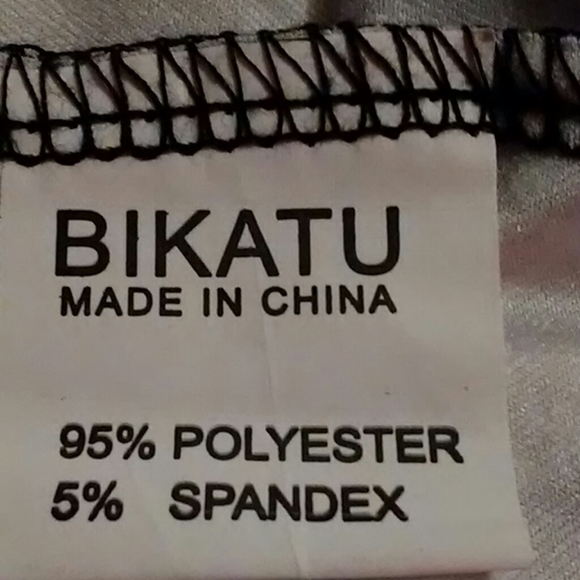 BIKATU
MADE IN CHINA
95% POLYESTER
5% SPANDEX